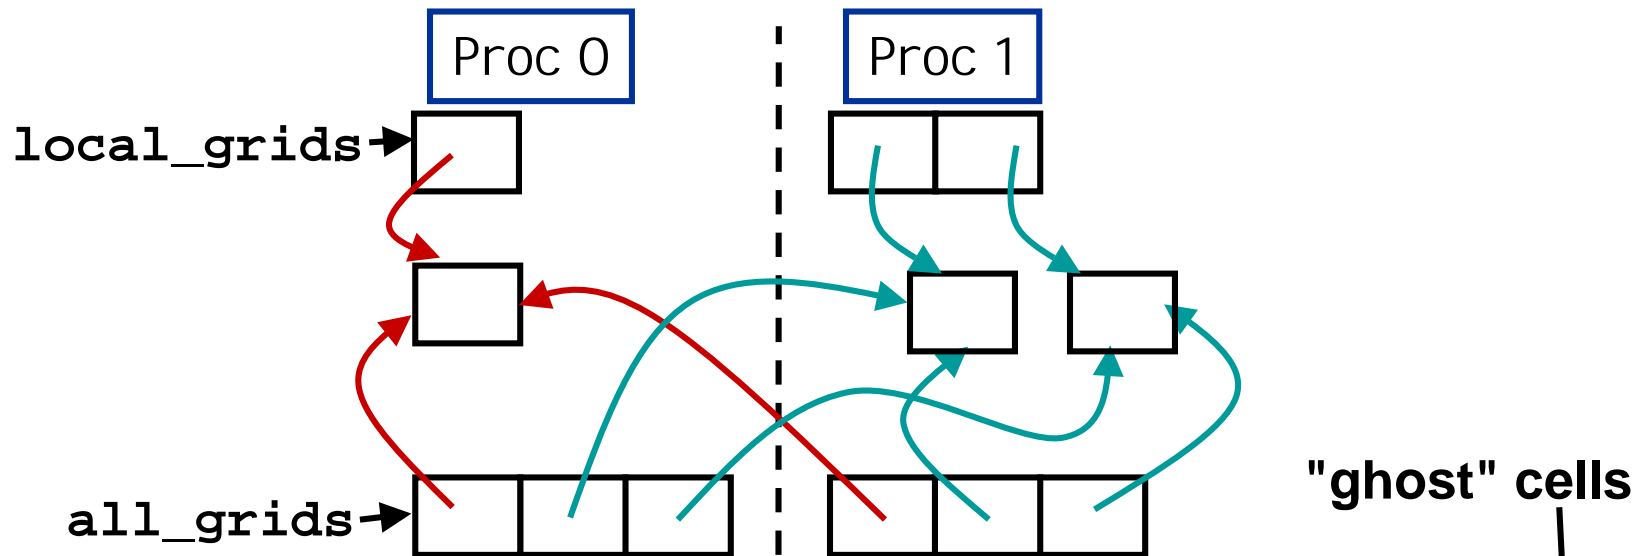 Proc 0
Proc 1
local_grids
all_grids
"ghost" cells